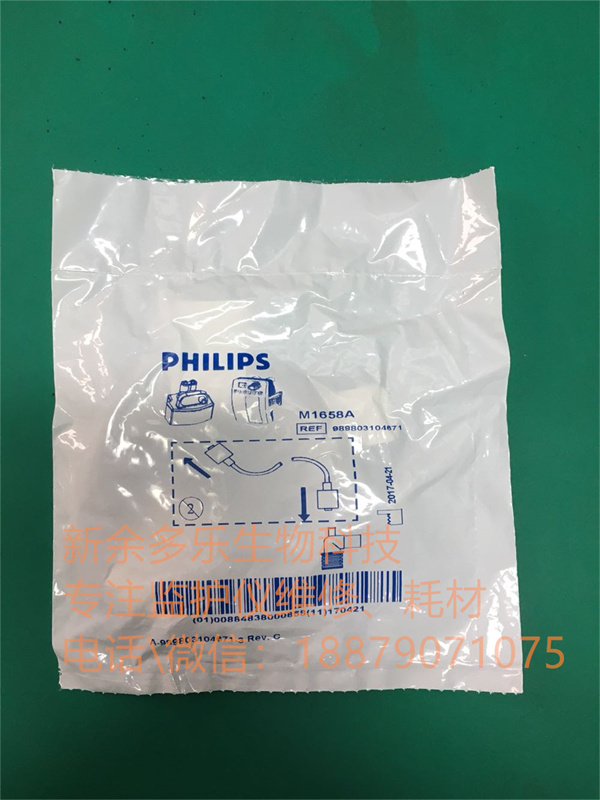 PHILIPS
M1658A
REF 989803104671
2017-04-21
2
新余多乐生物科技
专注监护仪维修、耗材
电话\微信：18879071075